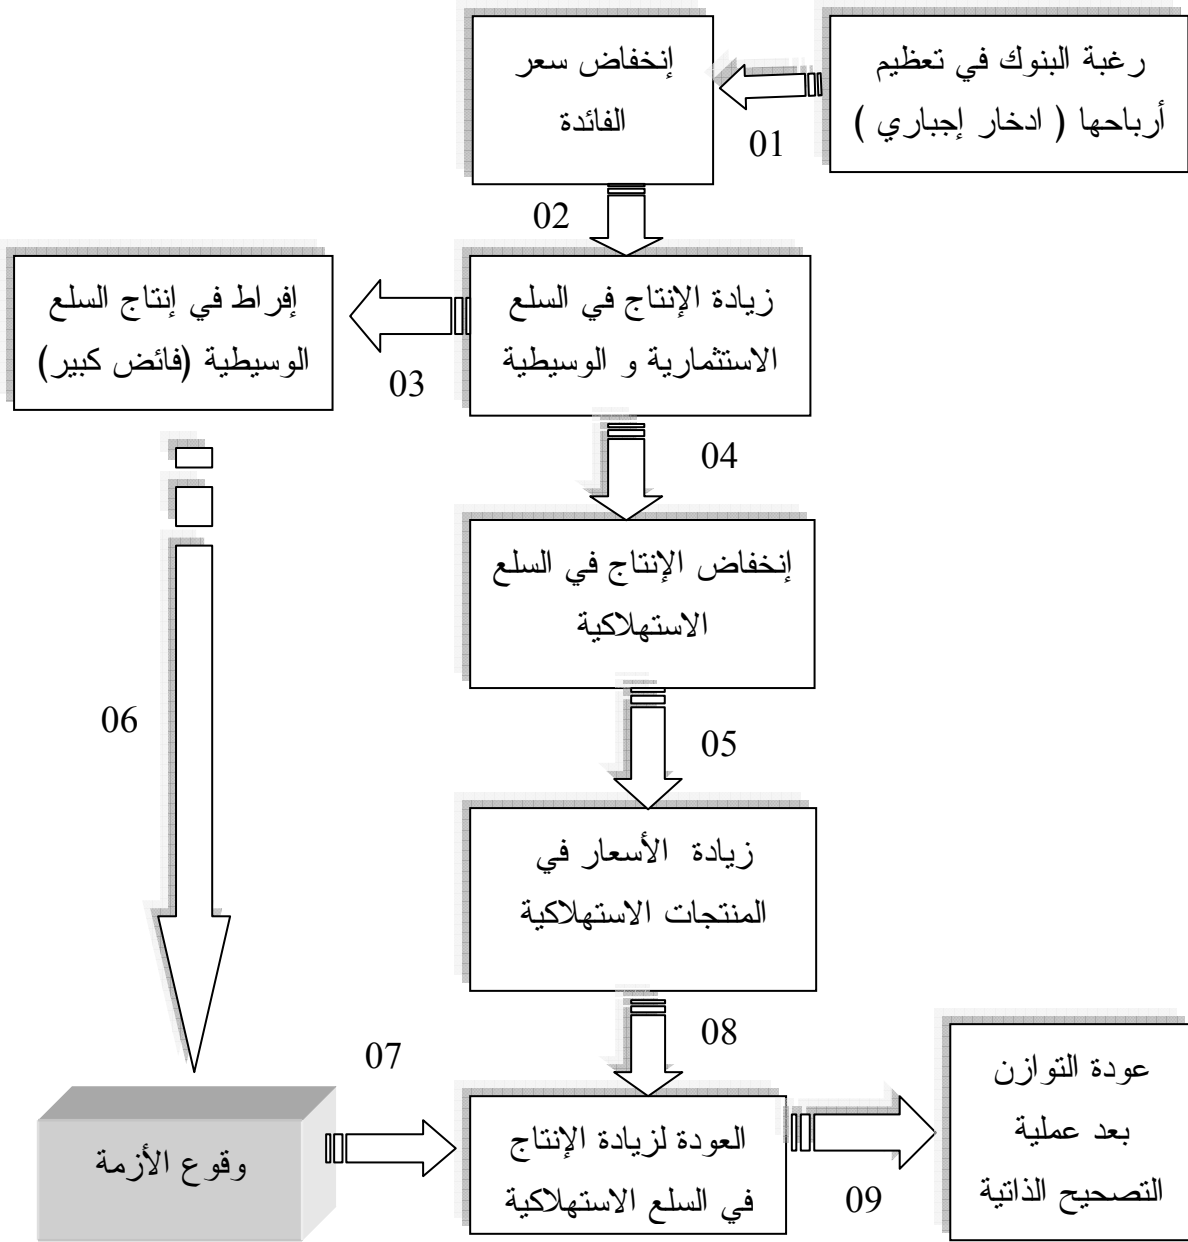 رغبة البنوك في تعظيم
أرباحها ( ادخار إجباري )
01
إنخفاض سعر
الفائدة
02
زيادة الإنتاج في السلع
الاستثمارية و الوسيطية
03
إفراط في إنتاج السلع
الوسيطية (فائض كبير)
04
إنخفاض الإنتاج في السلع
الاستهلاكية
05
06
زيادة الأسعار في
المنتجات الاستهلاكية
08
07
وقوع الأزمة
العودة لزيادة الإنتاج
في السلع الاستهلاكية
09
عودة التوازن
بعد عملية
التصحيح الذاتية